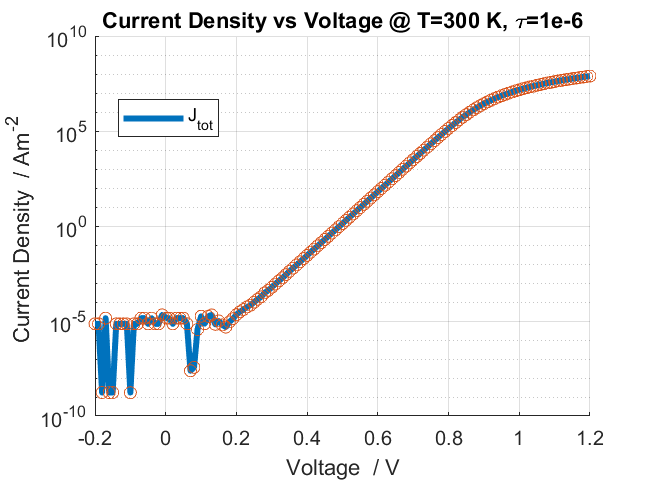 Current Density vs Voltage @ T=300 K, τ=1e-6
10^10
10^5
10^0
10^-5
10^-10
Current Density / Am^-2
J_tot
-0.2 0 0.2 0.4 0.6 0.8 1 1.2
Voltage / V